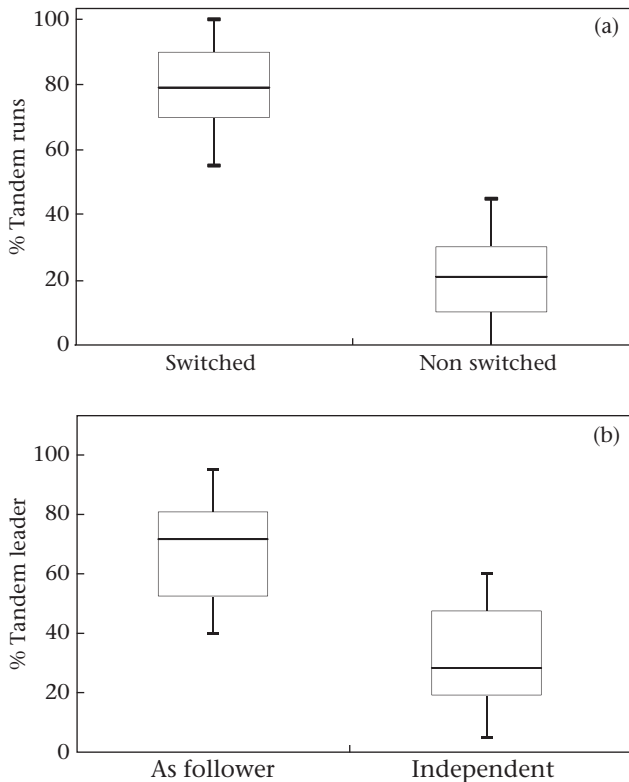 (a)
% Tandem runs
100
80
60
40
20
0
Switched Non switched
(b)
% Tandem leader
100
80
60
40
20
0
As follower Independent